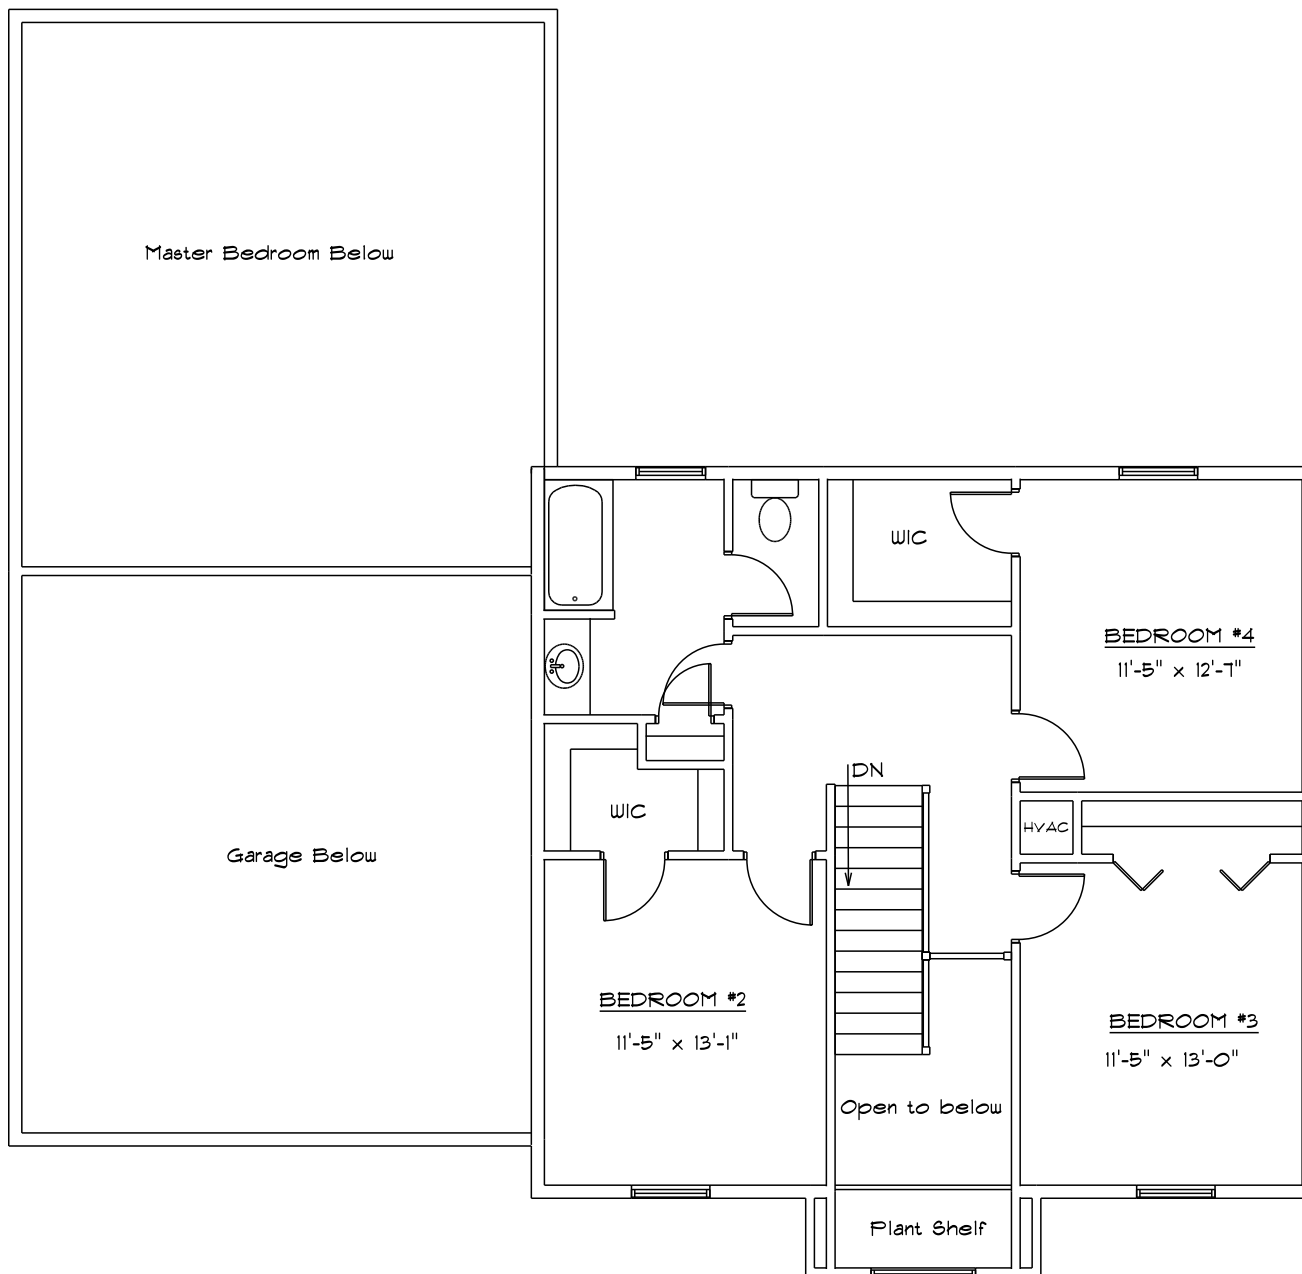 Master Bedroom Below
WIC
BEDROOM #4
11'-5" x 12'-7"
DN
WIC
HVAC
Garage Below
BEDROOM #2
11'-5" x 13'-1"
BEDROOM #3
11'-5" x 13'-0"
Open to below
Plant Shelf